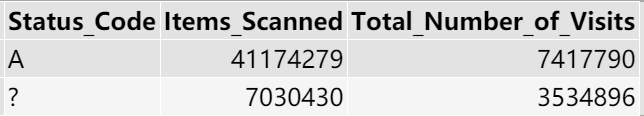 Status_Code Items_Scanned Total_Number_of_Visits
A 41174279 7417790
? 7030430 3534896